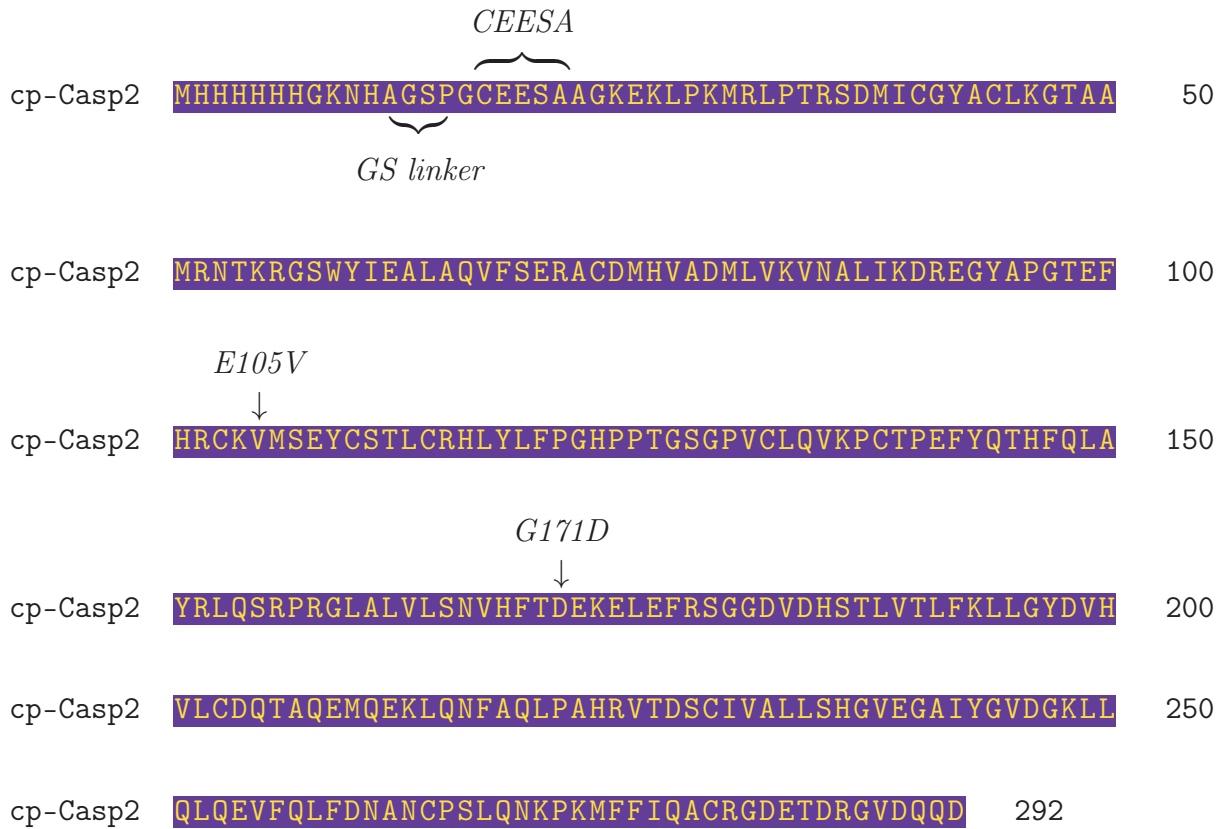 CEESA
cp-Casp2 MHHHHHHGKNHAGSPGCEESAAGKEKLPKMRLPTRSDMICGYACLKGTAA 50
GS linker
cp-Casp2 MRNTKRGSWYIEALAQVFSERACDMHVADMLVKVNALIKDREGYAPGTEF 100
E105V
↓
cp-Casp2 HRCKVMSEYCSTLCRHLYLFPGHPPTGSGPVCLQVKPCTPEFYQTHFQLA 150
G171D
↓
cp-Casp2 YRLQSRPRGLALVLSNVHFTDEKELEFRSGGDVDHSTLVTLFKLLGYDVH 200
cp-Casp2 VLCDQTAQEMQEKLQNFAQLPAHRVTDSCIVALLSHGVEGAIYGVDGKLL 250
cp-Casp2 QLQEVFQLFDNANCPSLQNKPKMFFIQACRGDETDRGVDQQD 292